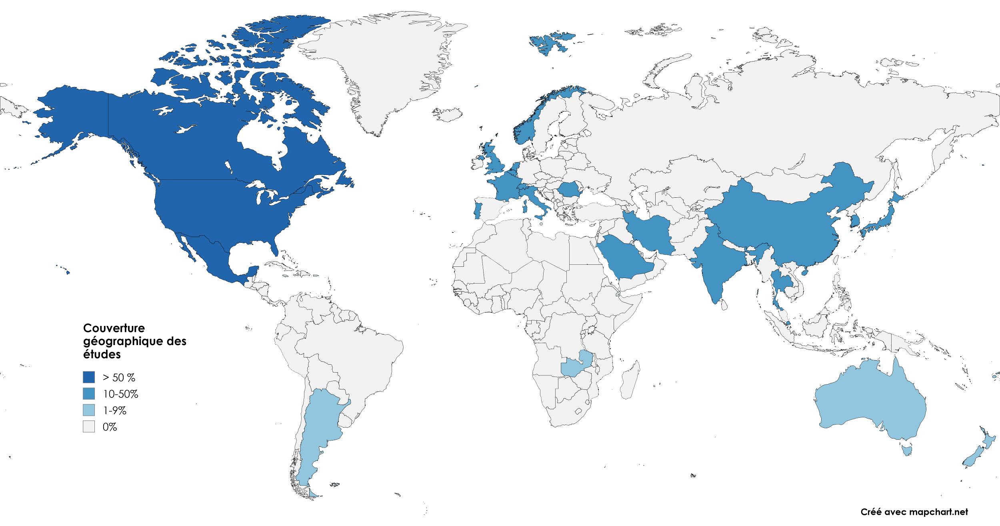 Couverture
géographique des
études
> 50 %
10-50%
1-9%
0%
Créé avec mapchart.net